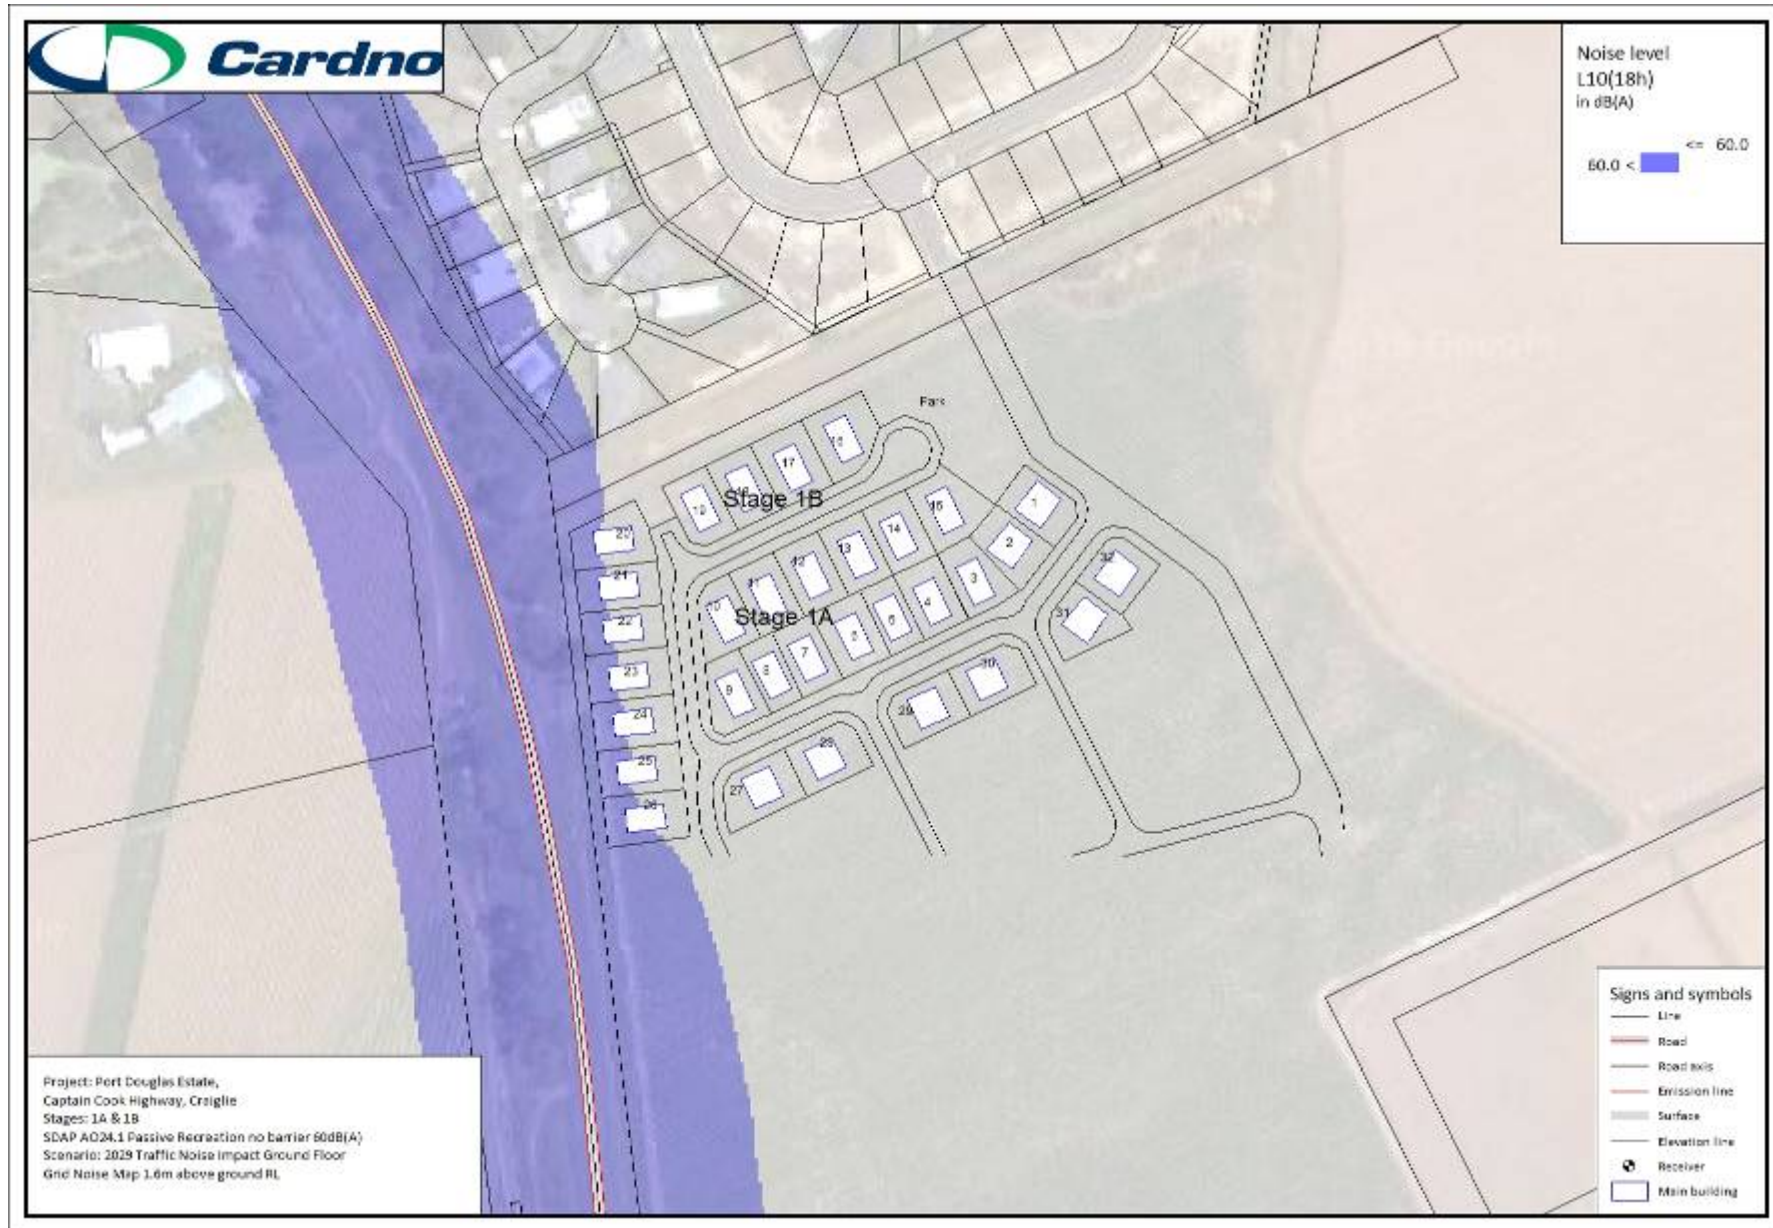 Cardno
Noise level
L10(18h)
in dB(A)
<= 60.0
60.0 <
Park
16
17
18
19
Stage 1B
20
21
22
23
24
25
26
15
14
13
12
11
10
Stage 1A
1
2
3
4
6
7
8
9
32
31
30
29
27
Signs and symbols
Line
Road
Road axis
Emission line
Surface
Elevation line
Receiver
Main building
Project: Port Douglas Estate,
Captain Cook Highway, Craiglie
Stages: 1A & 1B
SDAP AO24.1 Passive Recreation no barrier 60dB(A)
Scenario: 2029 Traffic Noise Impact Ground Floor
Grid Noise Map 1.6m above ground RL